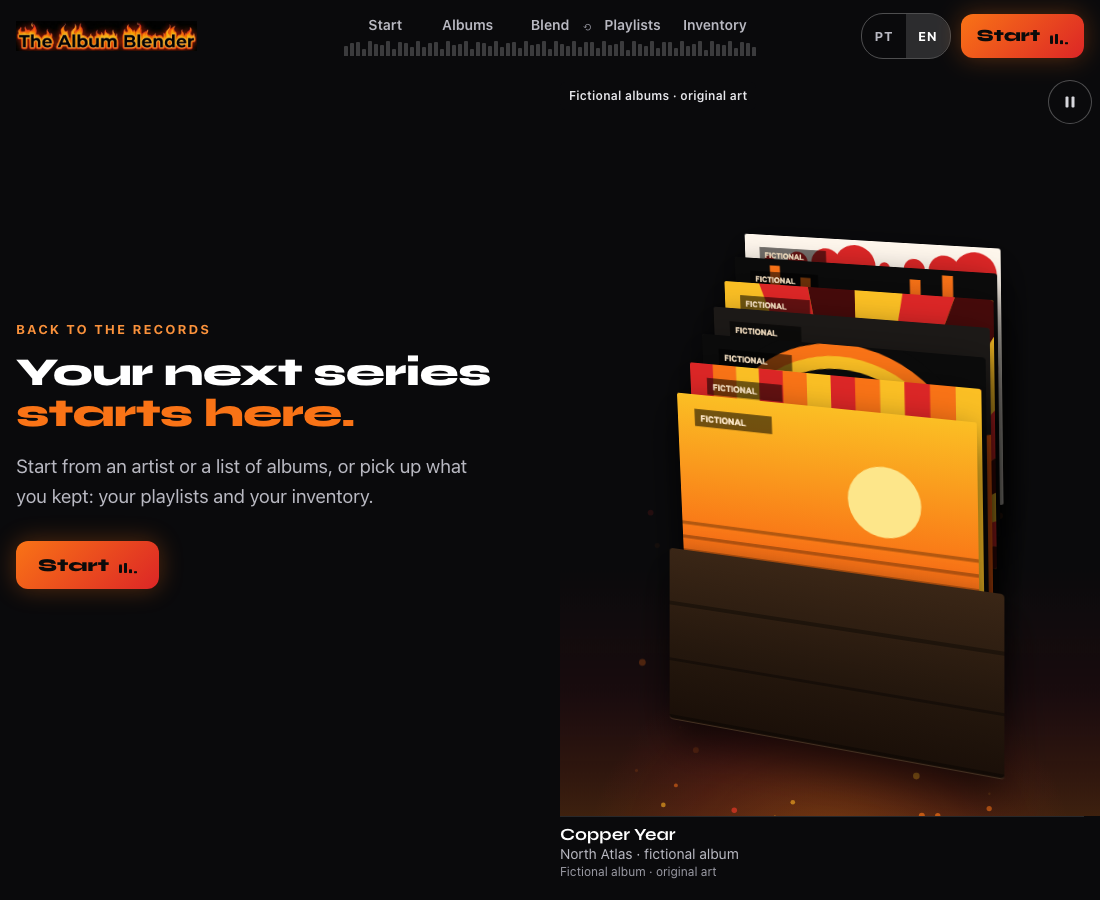 The Album Blender
Start
Albums
Blend
Playlists
Inventory
PT
EN
Start
Fictional albums · original art
BACK TO THE RECORDS
Your next series
starts here.
Start from an artist or a list of albums, or pick up what
you kept: your playlists and your inventory.
Start
FICTIONAL
FICTIONAL
FICTIONAL
FICTIONAL
FICTIONAL
FICTIONAL
FICTIONAL
Copper Year
North Atlas · fictional album
Fictional album · original art